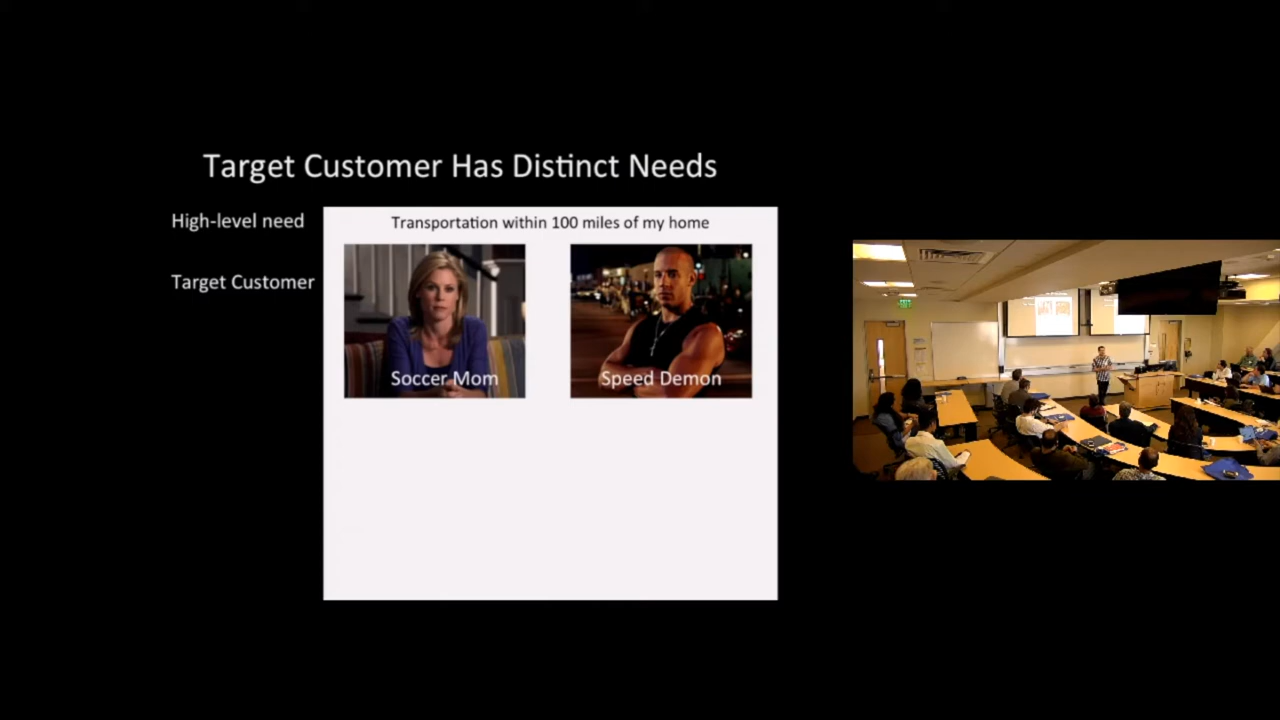 Target Customer Has Distinct Needs
High-level need
Transportation within 100 miles of my home
Target Customer
Soccer Mom
Speed Demon